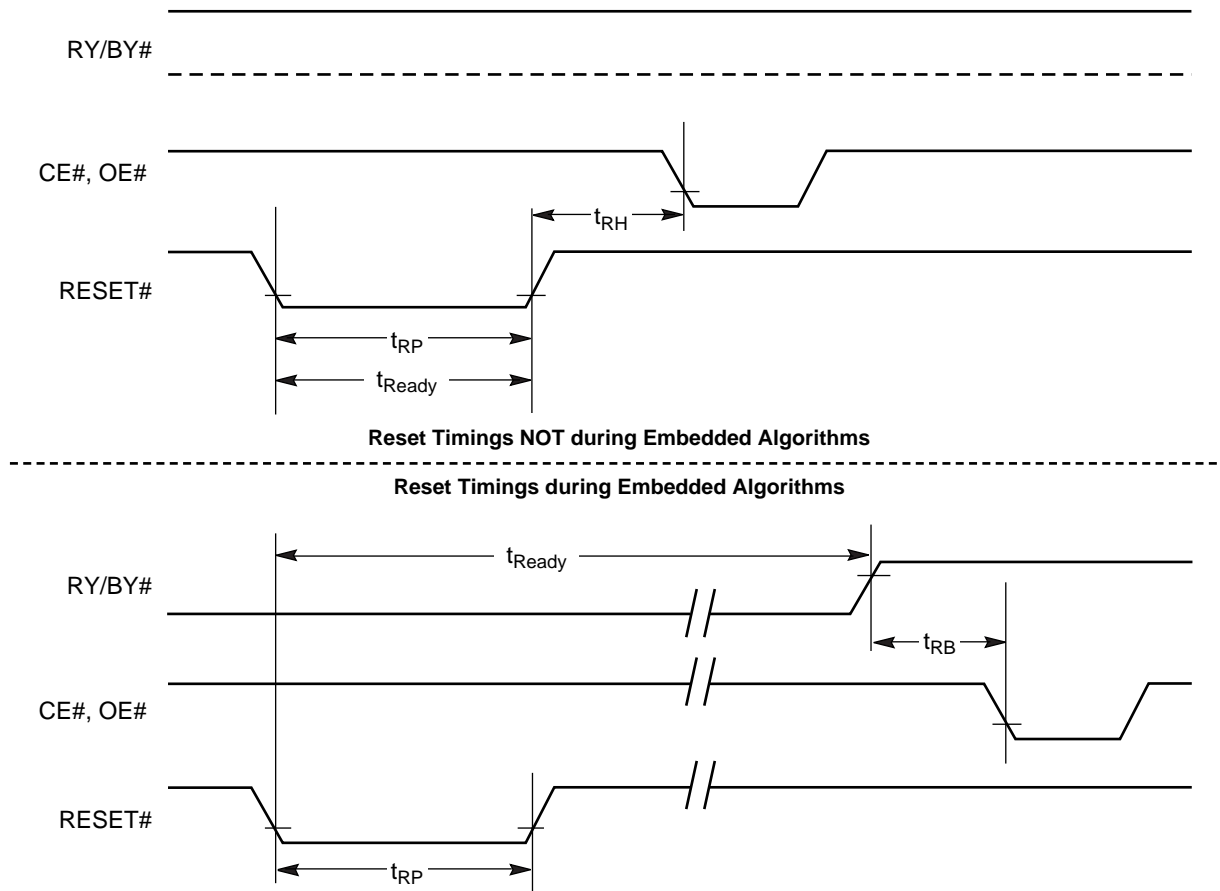 RY/BY#
CE#, OE#
tRH
RESET#
tRP
tReady
Reset Timings NOT during Embedded Algorithms
Reset Timings during Embedded Algorithms
tReady
RY/BY#
tRB
CE#, OE#
RESET#
tRP